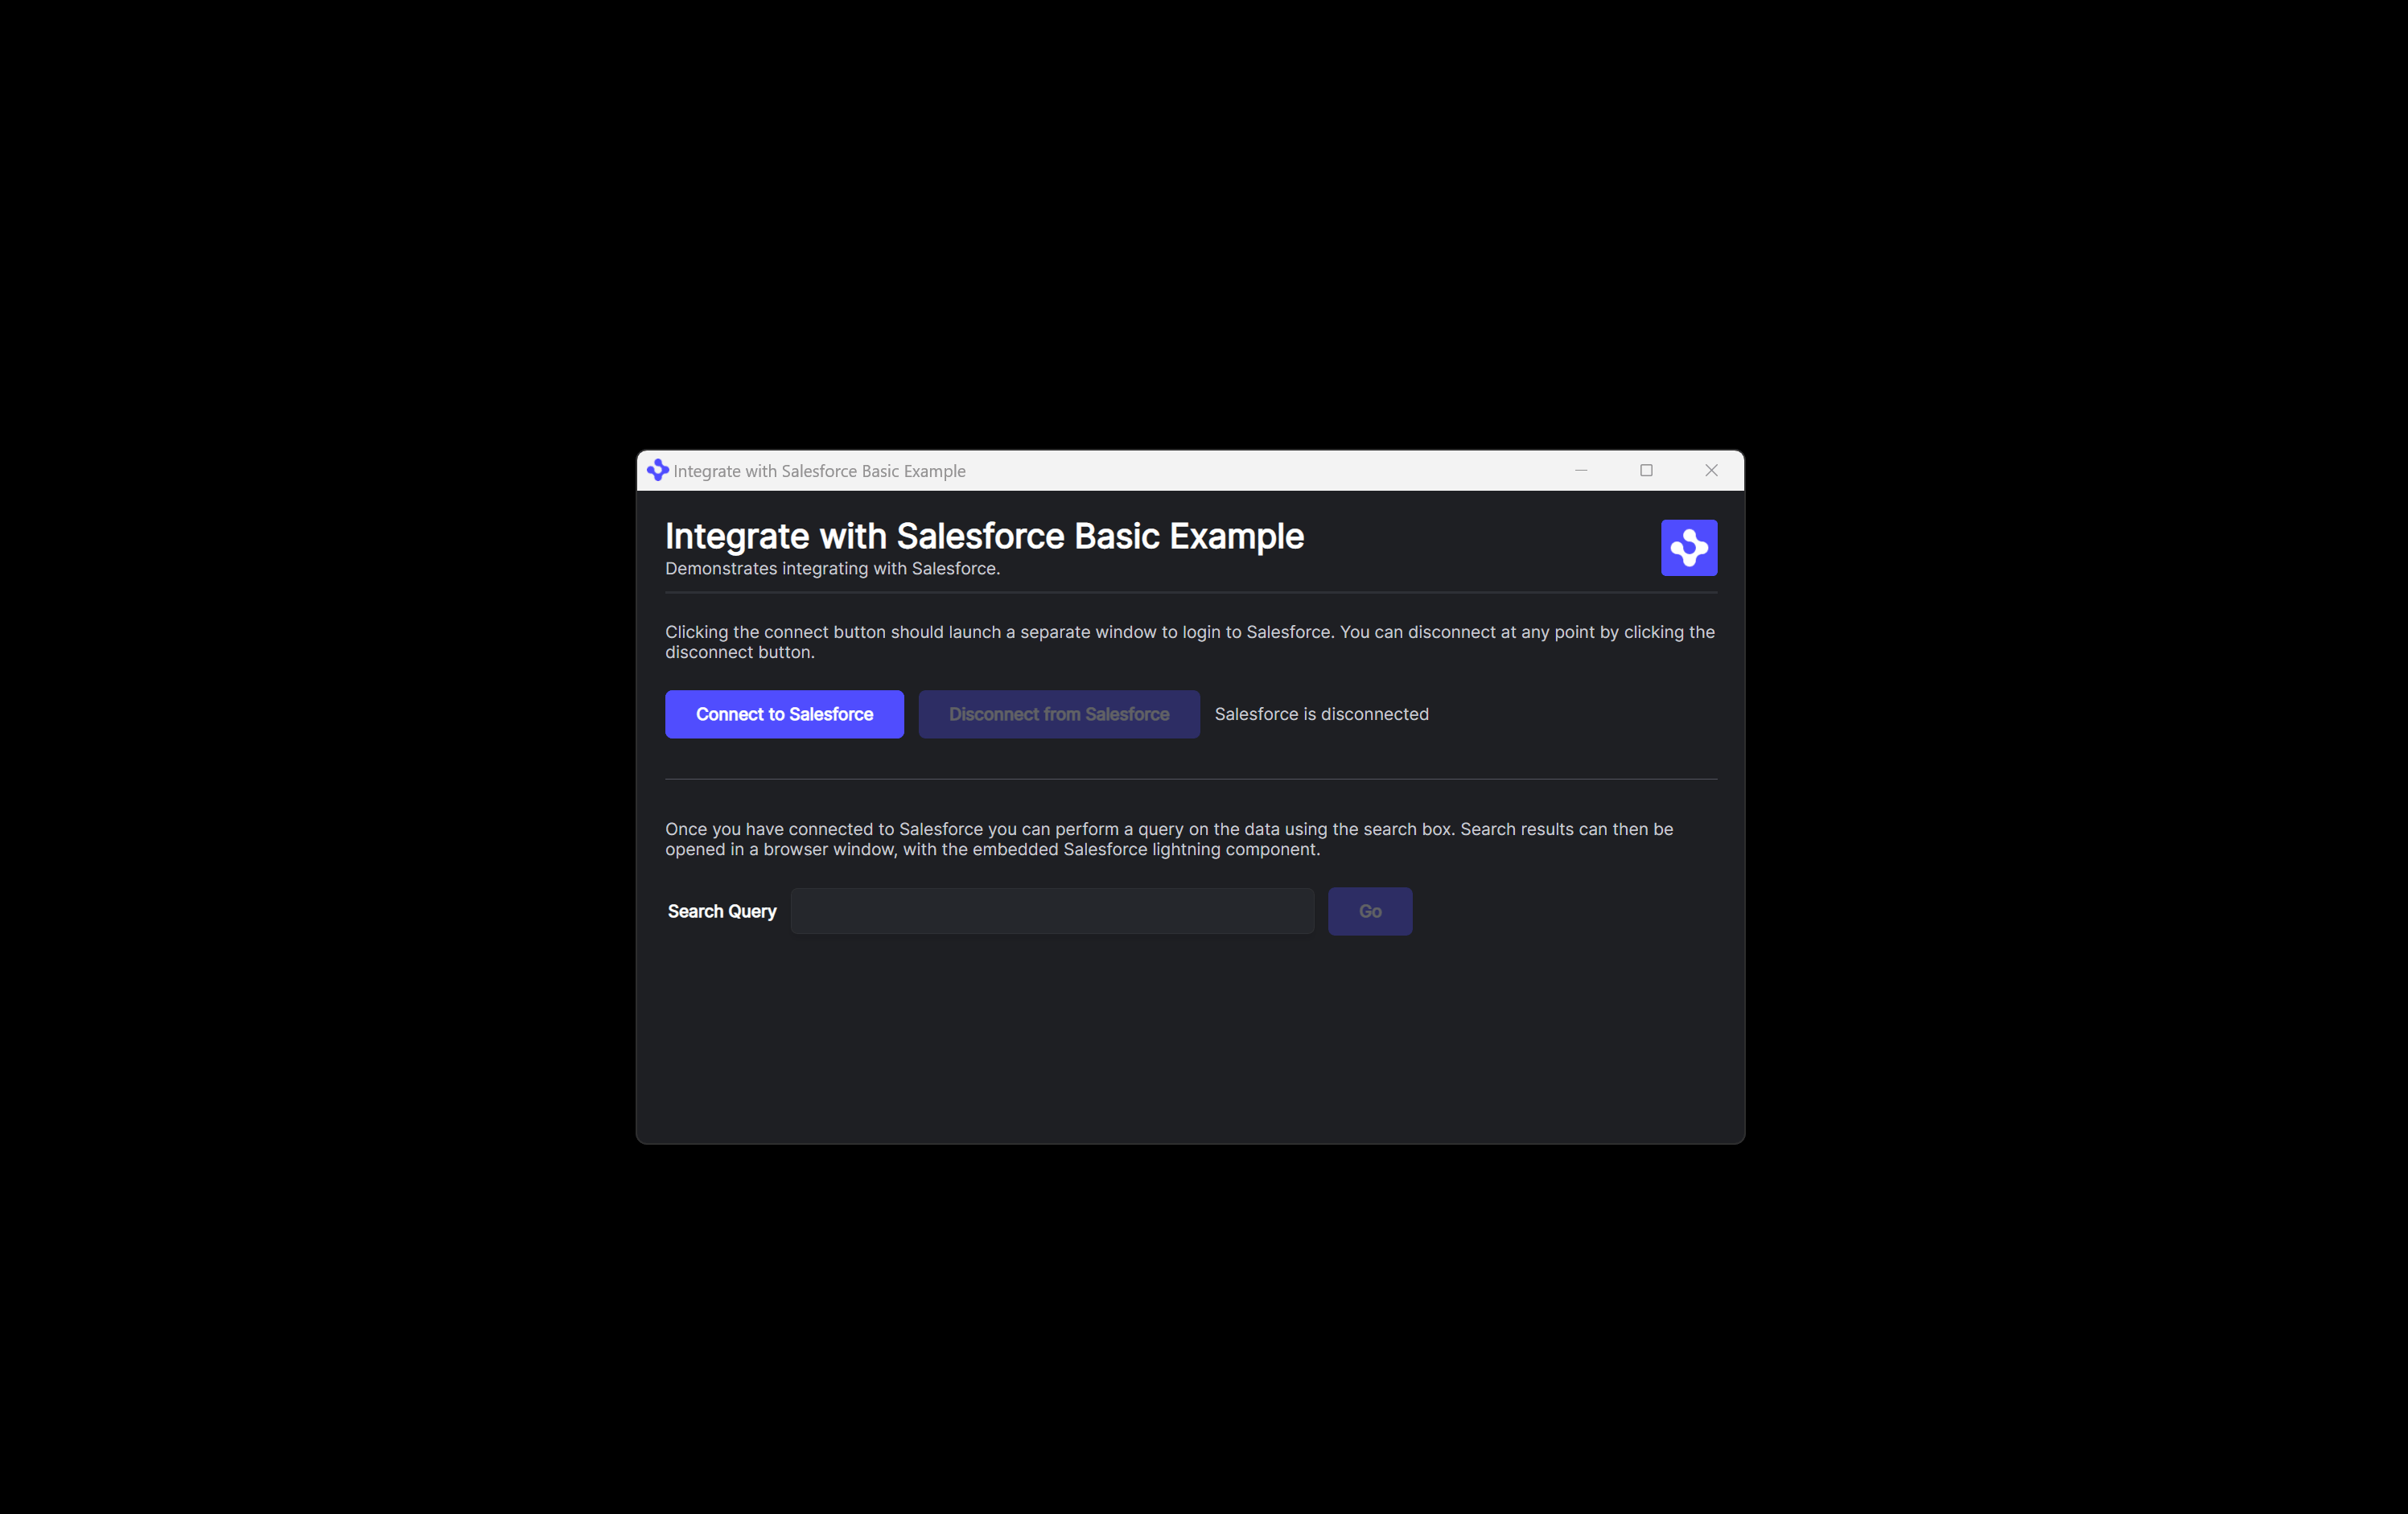 Integrate with Salesforce Basic Example
Integrate with Salesforce Basic Example
Demonstrates integrating with Salesforce.
Clicking the connect button should launch a separate window to login to Salesforce. You can disconnect at any point by clicking the
disconnect button.
Connect to Salesforce
Disconnect from Salesforce
Salesforce is disconnected
Once you have connected to Salesforce you can perform a query on the data using the search box. Search results can then be
opened in a browser window, with the embedded Salesforce lightning component.
Search Query
Go